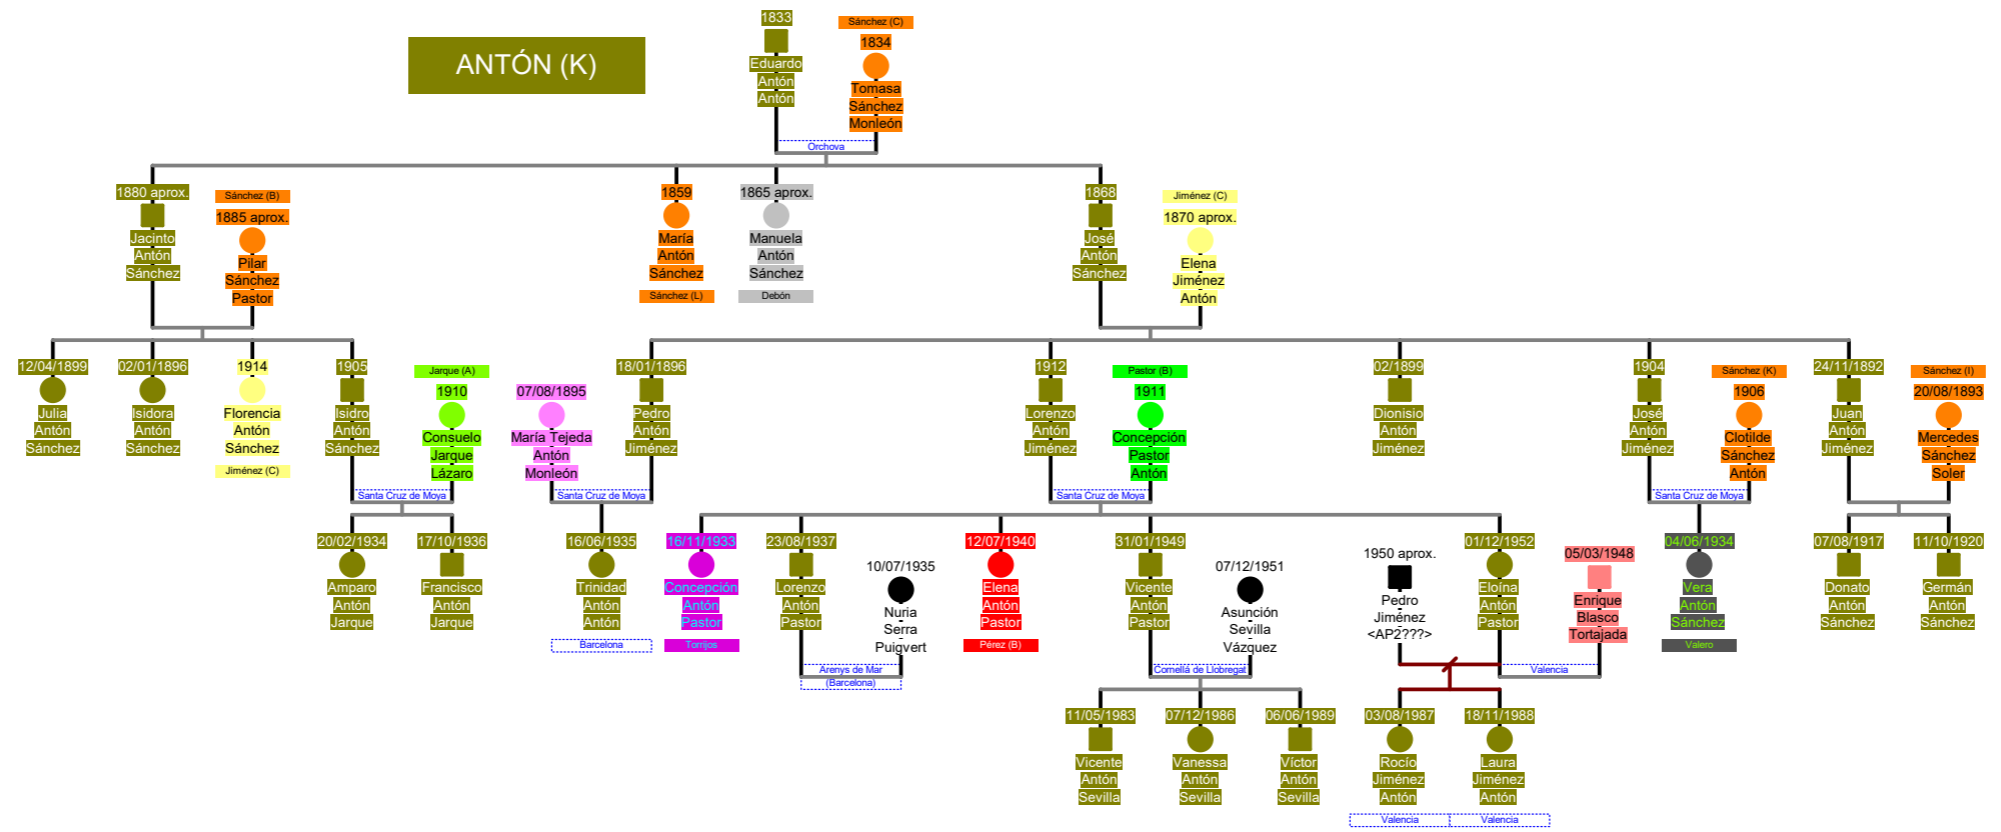 ANTÓN (K)
1833
Eduardo
Antón
Antón
Sánchez (C)
1834
Tomasa
Sánchez
Monleón
Orchova
1880 aprox.
Jacinto
Antón
Sánchez
Sánchez (B)
1885 aprox.
Pilar
Sánchez
Pastor
1859
María
Antón
Sánchez
Sánchez (L)
1865 aprox.
Manuela
Antón
Sánchez
Debón
1868
José
Antón
Sánchez
Jiménez (C)
1870 aprox.
Elena
Jiménez
Antón
12/04/1899
Julia
Antón
Sánchez
02/01/1896
Isidora
Antón
Sánchez
1914
Florencia
Antón
Sánchez
Jiménez (C)
1905
Isidro
Antón
Sánchez
Jarque (A)
1910
Consuelo
Jarque
Lázaro
Santa Cruz de Moya
07/08/1895
María Tejeda
Antón
Monleón
18/01/1896
Pedro
Antón
Jiménez
Santa Cruz de Moya
1912
Lorenzo
Antón
Jiménez
Pastor (B)
1911
Concepción
Pastor
Antón
Santa Cruz de Moya
02/1899
Dionisio
Antón
Jiménez
1904
José
Antón
Jiménez
Sánchez (K)
1906
Clotilde
Sánchez
Antón
Santa Cruz de Moya
24/11/1892
Juan
Antón
Jiménez
Sánchez (I)
20/08/1893
Mercedes
Sánchez
Soler
20/02/1934
Amparo
Antón
Jarque
17/10/1936
Francisco
Antón
Jarque
16/06/1935
Trinidad
Antón
Antón
Barcelona
16/11/1933
Concepción
Antón
Pastor
Torrijos
23/08/1937
Lorenzo
Antón
Pastor
10/07/1935
Nuria
Serra
Puigvert
Arenys de Mar
(Barcelona)
12/07/1940
Elena
Antón
Pastor
Pérez (B)
31/01/1949
Vicente
Antón
Pastor
07/12/1951
Asunción
Sevilla
Vázquez
Cornellá de Llobregat
1950 aprox.
Pedro
Jiménez
<AP2???>
01/12/1952
Eloína
Antón
Pastor
05/03/1948
Enrique
Blasco
Tortajada
Valencia
04/06/1934
Vera
Antón
Sánchez
Valero
07/08/1917
Donato
Antón
Sánchez
11/10/1920
Germán
Antón
Sánchez
11/05/1983
Vicente
Antón
Sevilla
07/12/1986
Vanessa
Antón
Sevilla
06/06/1989
Víctor
Antón
Sevilla
03/08/1987
Rocío
Jiménez
Antón
Valencia
18/11/1988
Laura
Jiménez
Antón
Valencia